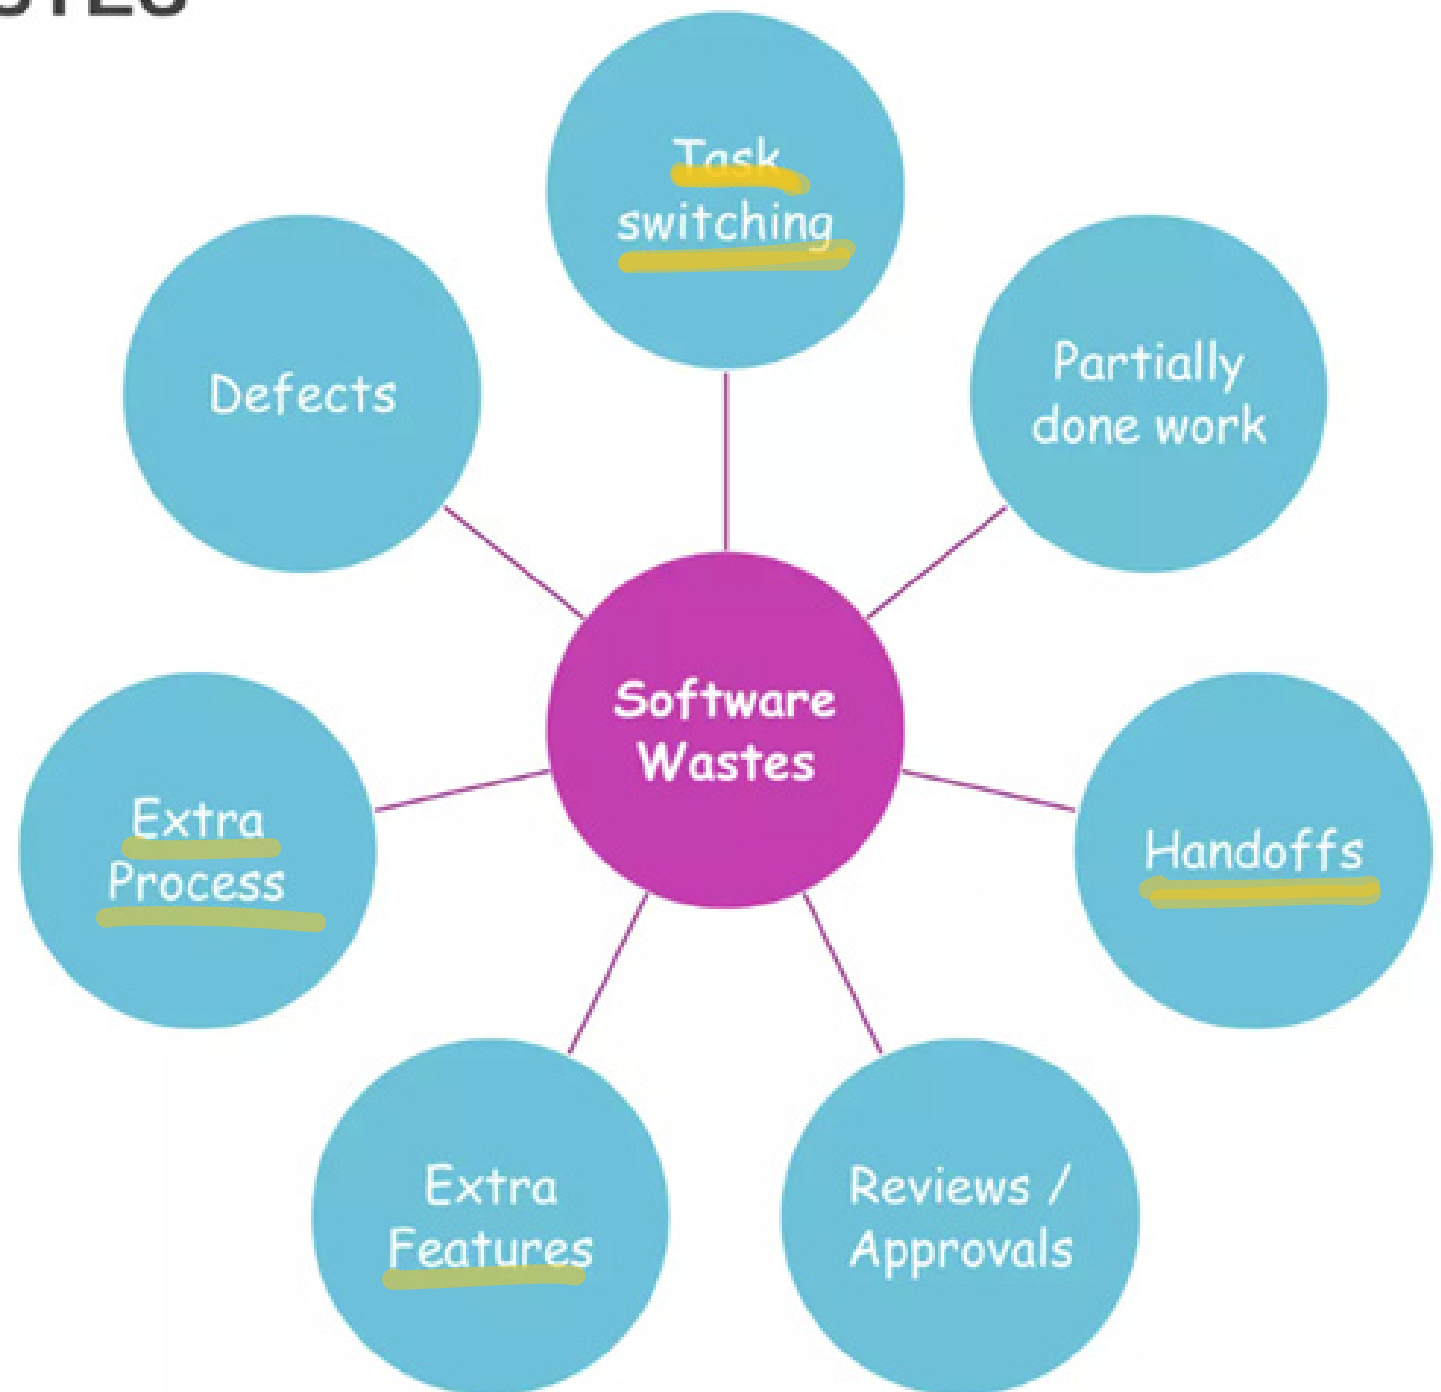 Task
switching
Partially
done work
Defects
Software
Wastes
Extra
Process
Handoffs
Extra
Features
Reviews /
Approvals